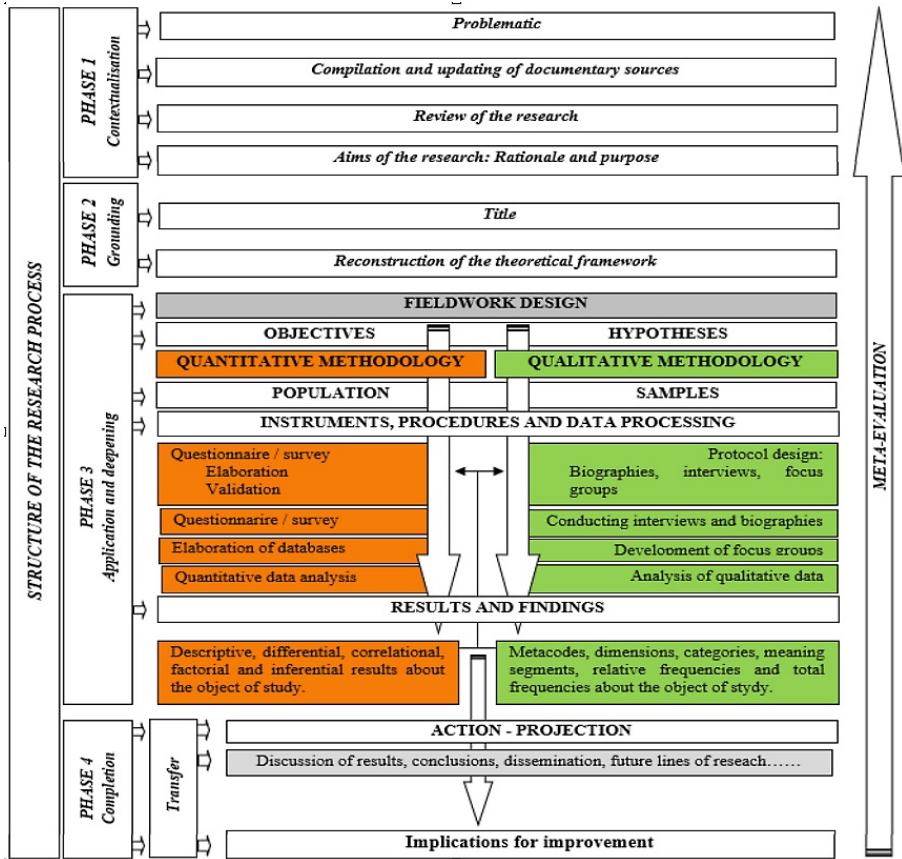 STRUCTURE OF THE RESEARCH PROCESS
PHASE 1
Contextualisation
Problematic
Compilation and updating of documentary sources
Review of the research
Aims of the research: Rationale and purpose
PHASE 2
Grounding
Title
Reconstruction of the theoretical framework
PHASE 3
Application and deepening
FIELDWORK DESIGN
OBJECTIVES
HYPOTHESES
QUANTITATIVE METHODOLOGY
QUALITATIVE METHODOLOGY
POPULATION
SAMPLES
INSTRUMENTS, PROCEDURES AND DATA PROCESSING
Questionnaire / survey
Elaboration
Validation
Protocol design:
Biographies, interviews, focus
groups
Questionnarire / survey
Conducting interviews and biographies
Elaboration of databases
Development of focus groups
Quantitative data analysis
Analysis of qualitative data
RESULTS AND FINDINGS
Descriptive, differential, correlational,
factorial and inferential results about
the object of study.
Metacodes, dimensions, categories, meaning
segments, relative frequencies and total
frequencies about the object of stydy.
PHASE 4
Completion
Transfer
ACTION - PROJECTION
Discussion of results, conclusions, dissemination, future lines of reseach……
Implications for improvement
META-EVALUATION